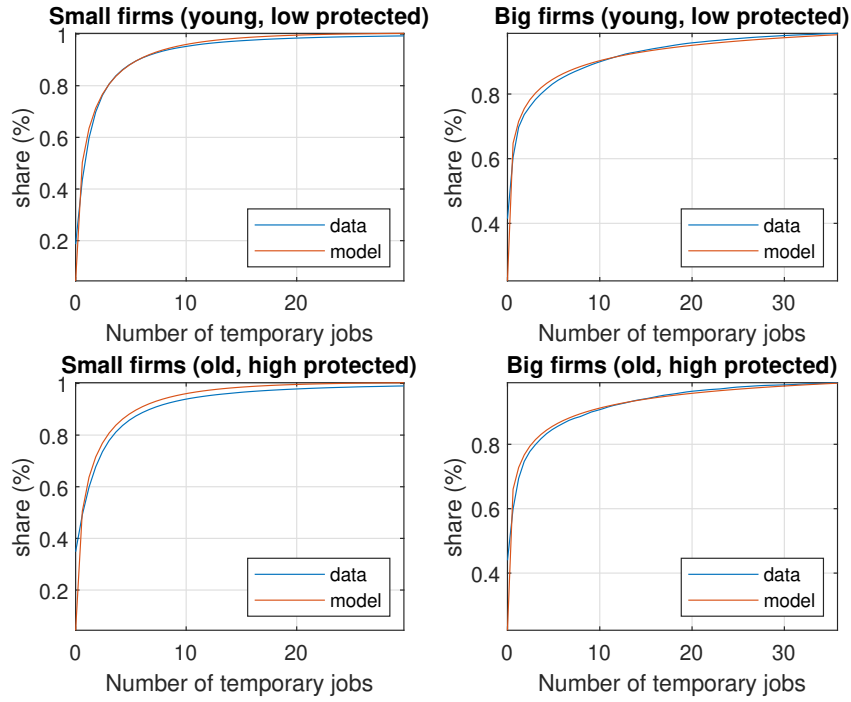 Small firms (young, low protected)
1
0.8
0.6
0.4
0.2
share (%)
data
model
0
10
20
Number of temporary jobs
Big firms (young, low protected)
0.8
0.6
0.4
share (%)
data
model
0
10
20
30
Number of temporary jobs
Small firms (old, high protected)
1
0.8
0.6
0.4
0.2
share (%)
data
model
0
10
20
Number of temporary jobs
Big firms (old, high protected)
0.8
0.6
0.4
share (%)
data
model
0
10
20
30
Number of temporary jobs